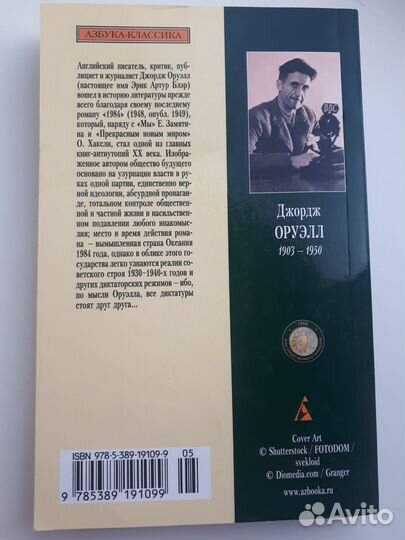 АЗБУКА-КЛАССИКА
Английский писатель, критик, пуб-
лицист и журналист Джордж Оруэлл
(настоящее имя Эрик Артур Блэр)
вошел в историю литературы прежде
всего благодаря своему последнему
роману «1984» (1948, опубл. 1949),
который, наряду с «Мы» Е. Замяти-
на и «Прекрасным новым миром»
О. Хаксли, стал одной из главных
книг-антиутопий XX века. Изображе-
нное автором общество будущего
основано на узурпации власти в ру-
ках одной партии, единственно вер-
ной идеологии, абсурдной пропаган-
де, тотальном контроле обществен-
ной и частной жизни и насильствен-
ном подавлении любого инакомыс-
лия; место и время действия рома-
на – вымышленная страна Океания
1984 года, однако в облике этого го-
сударства легко узнаются реалии со-
ветского строя 1930-1940-х годов и
других диктаторских режимов – ибо,
по мысли Оруэлла, все диктатуры
стоят друг друга...
BBC
Джордж
ОРУЭЛЛ
1903 – 1950
Cover Art
© Shutterstock / FOTODOM /
svekloid
© Diomedia.com / Granger
www.azbooka.ru
ISBN 978-5-389-19109-9
05
9 785389 191099
Avito